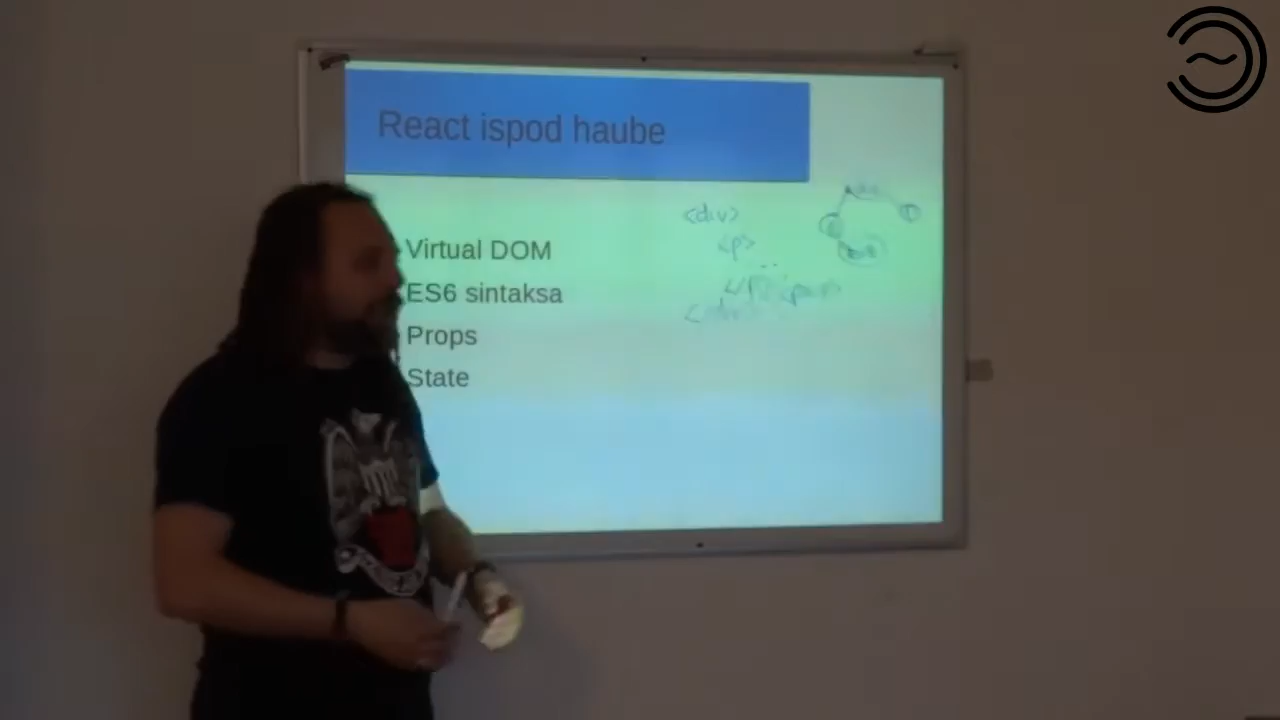 React ispod haube
Virtual DOM
ES6 sintaksa
Props
State
<div>
<p>